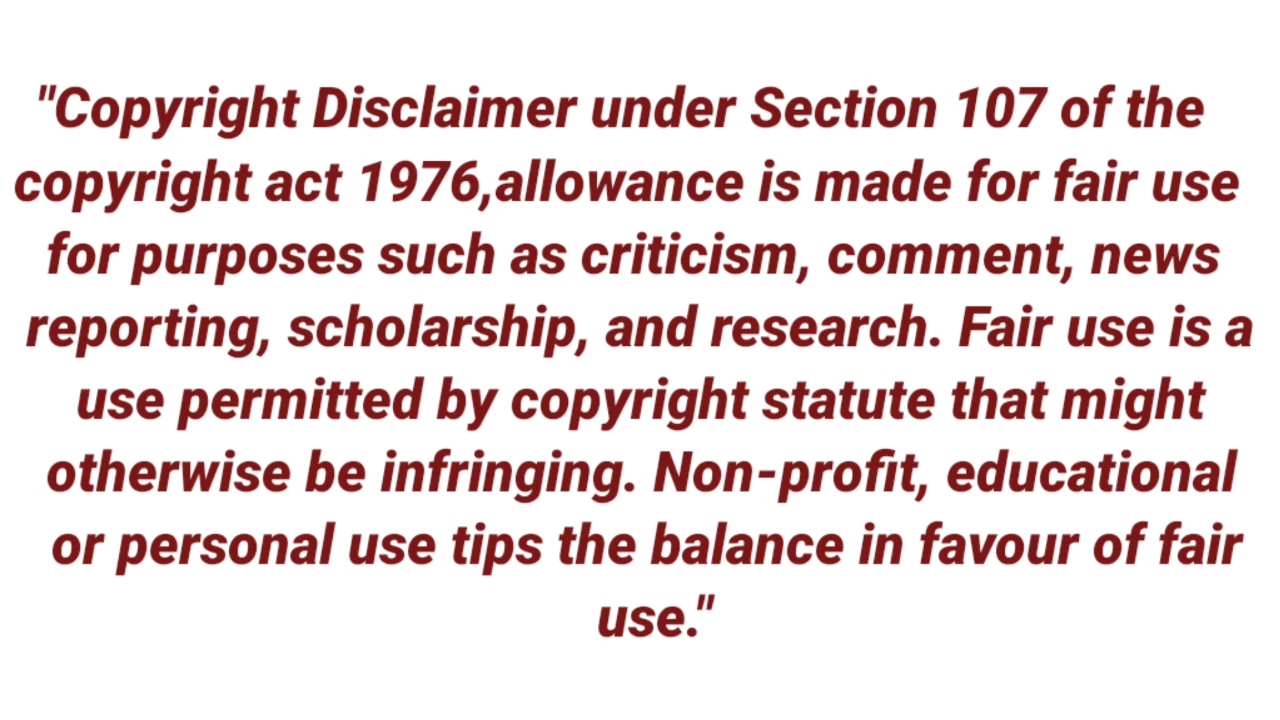 "Copyright Disclaimer under Section 107 of the
copyright act 1976,allowance is made for fair use
for purposes such as criticism, comment, news
reporting, scholarship, and research. Fair use is a
use permitted by copyright statute that might
otherwise be infringing. Non-profit, educational
or personal use tips the balance in favour of fair
use."